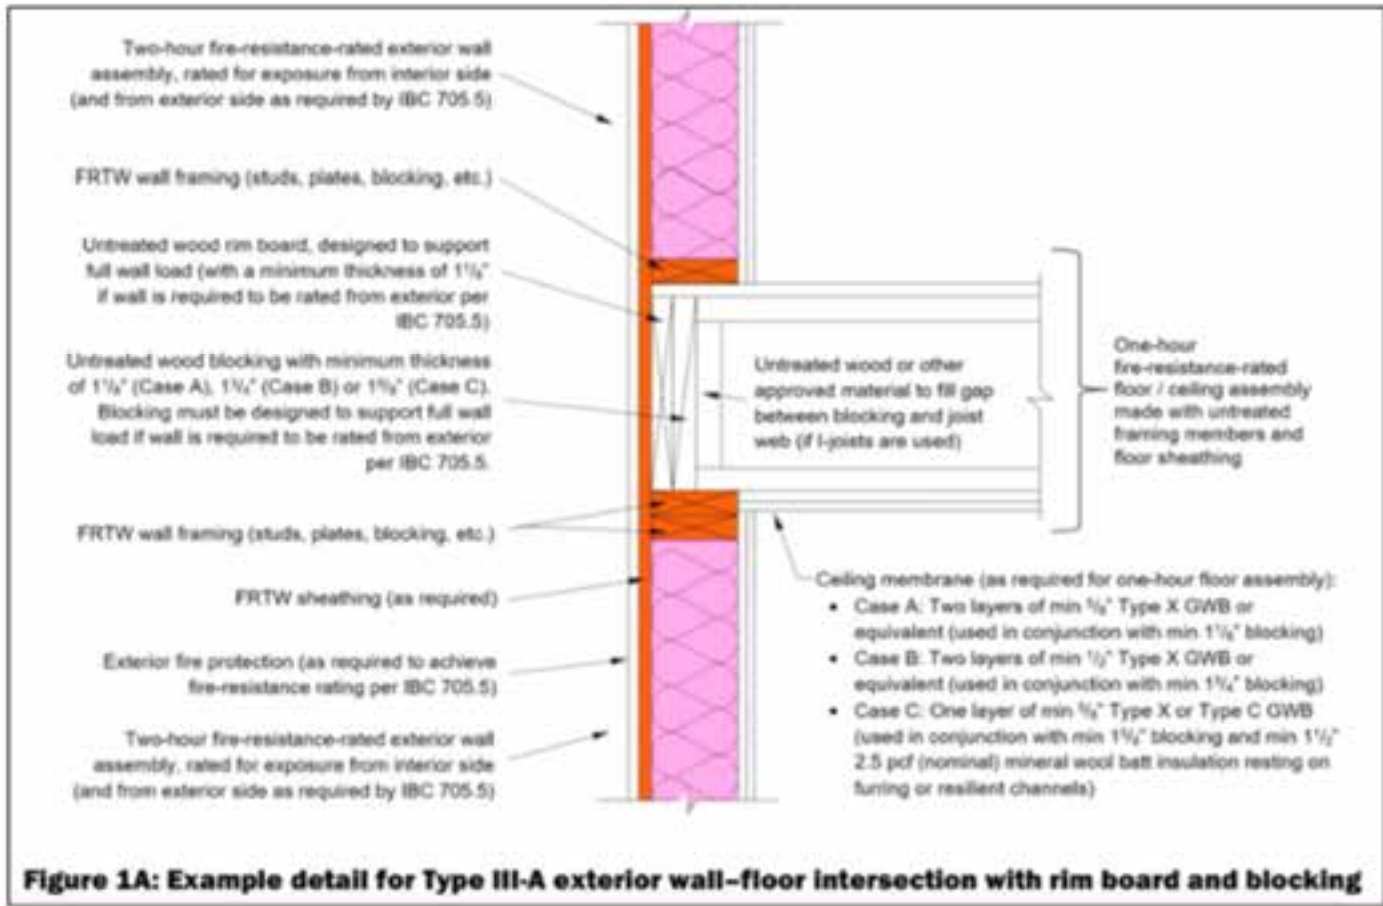 Two-hour fire-resistance-rated exterior wall
assembly, rated for exposure from interior side
(and from exterior side as required by IBC 705.5)
FRTW wall framing (studs, plates, blocking, etc.)
Untreated wood rim board, designed to support
full wall load (with a minimum thickness of 1⅛"
if wall is required to be rated from exterior per
IBC 705.5)
Untreated wood blocking with minimum thickness
of 1⅛" (Case A), 1¾" (Case B) or 1⅝" (Case C).
Blocking must be designed to support full wall
load if wall is required to be rated from exterior
per IBC 705.5.
FRTW wall framing (studs, plates, blocking, etc.)
FRTW sheathing (as required)
Exterior fire protection (as required to achieve
fire-resistance rating per IBC 705.5)
Two-hour fire-resistance-rated exterior wall
assembly, rated for exposure from interior side
(and from exterior side as required by IBC 705.5)
Untreated wood or other
approved material to fill gap
between blocking and joist
web (if I-joists are used)
One-hour
fire-resistance-rated
floor / ceiling assembly
made with untreated
framing members and
floor sheathing
Ceiling membrane (as required for one-hour floor assembly):
• Case A: Two layers of min ⅝" Type X GWB or
equivalent (used in conjunction with min 1⅛" blocking)
• Case B: Two layers of min ½" Type X GWB or
equivalent (used in conjunction with min 1¾" blocking)
• Case C: One layer of min ⅝" Type X or Type C GWB
(used in conjunction with min 1⅝" blocking and min 1½"
2.5 pcf (nominal) mineral wool batt insulation resting on
furring or resilient channels)
Figure 1A: Example detail for Type III-A exterior wall–floor intersection with rim board and blocking